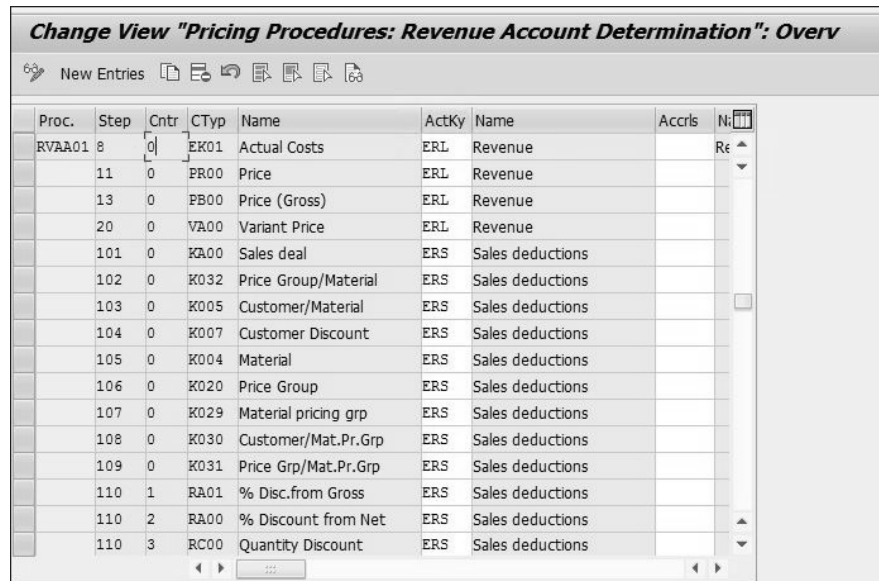 Change View "Pricing Procedures: Revenue Account Determination": Overv
New Entries
Proc. Step Cntr CTyp Name ActKy Name Accrls
RVAA01 8 0 EK01 Actual Costs ERL Revenue Re
11 0 PR00 Price ERL Revenue
13 0 PB00 Price (Gross) ERL Revenue
20 0 VA00 Variant Price ERL Revenue
101 0 KA00 Sales deal ERS Sales deductions
102 0 K032 Price Group/Material ERS Sales deductions
103 0 K005 Customer/Material ERS Sales deductions
104 0 K007 Customer Discount ERS Sales deductions
105 0 K004 Material ERS Sales deductions
106 0 K020 Price Group ERS Sales deductions
107 0 K029 Material pricing grp ERS Sales deductions
108 0 K030 Customer/Mat.Pr.Grp ERS Sales deductions
109 0 K031 Price Grp/Mat.Pr.Grp ERS Sales deductions
110 1 RA01 % Disc.from Gross ERS Sales deductions
110 2 RA00 % Discount from Net ERS Sales deductions
110 3 RC00 Quantity Discount ERS Sales deductions